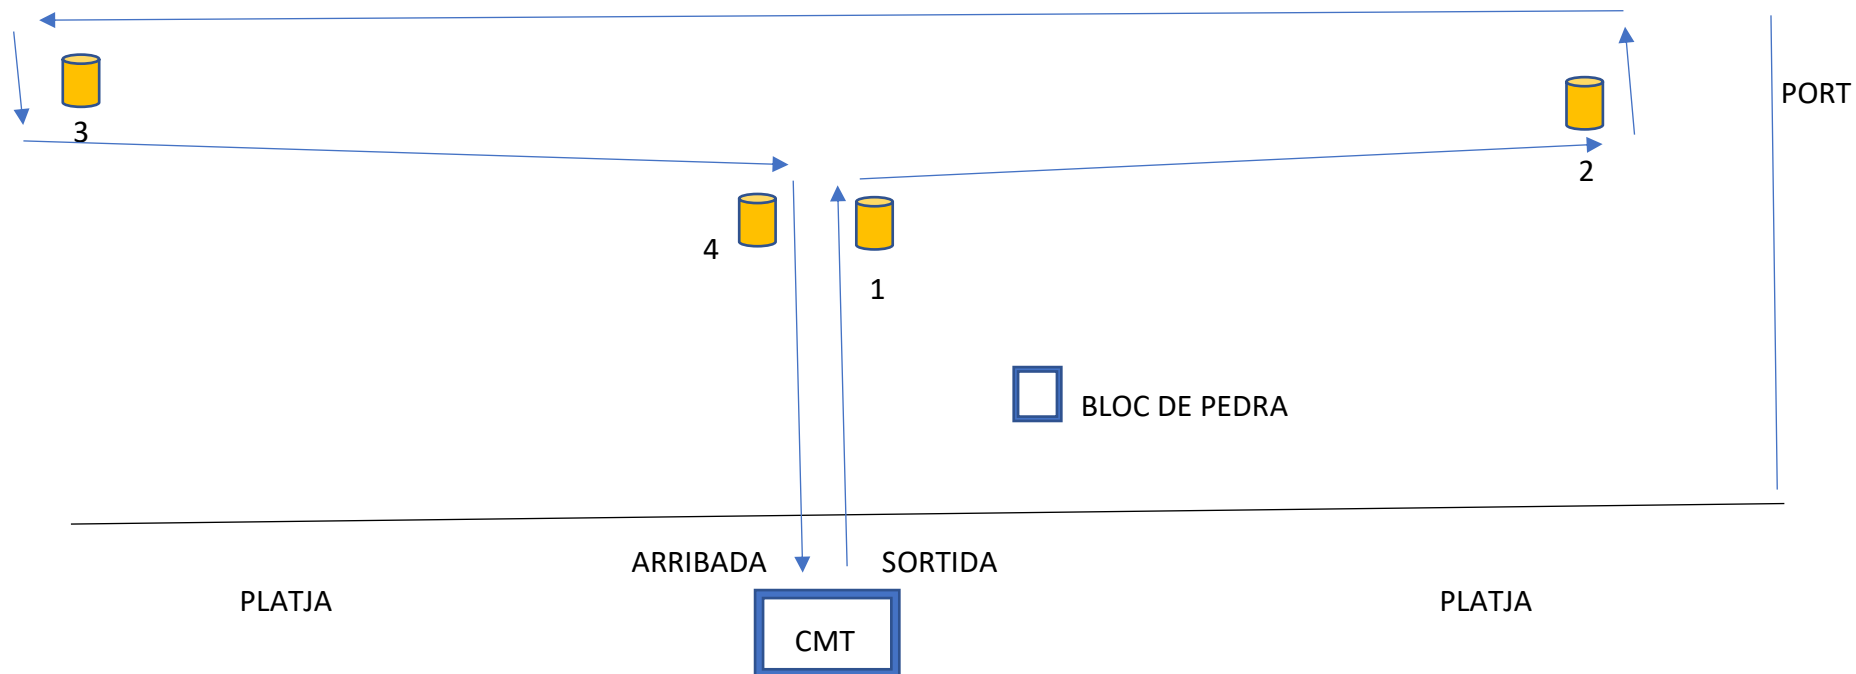 PORT
3
2
4
1
BLOC DE PEDRA
ARRIBADA
SORTIDA
PLATJA
PLATJA
CMT